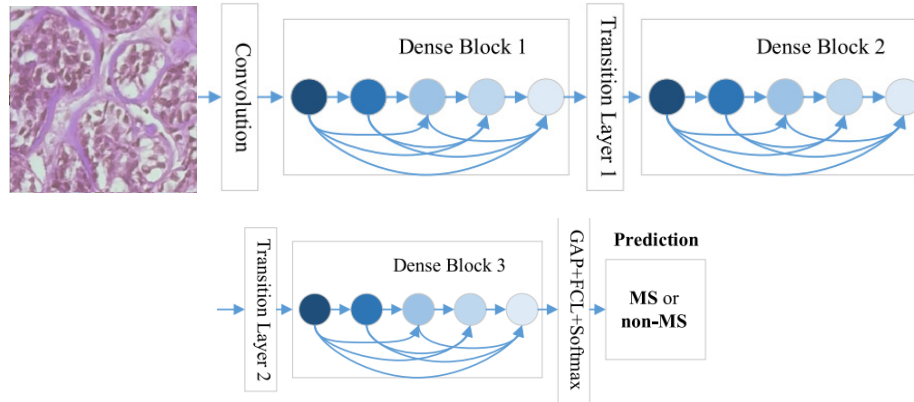 Convolution
Dense Block 1
Transition Layer 1
Dense Block 2
Transition Layer 2
Dense Block 3
GAP+FCL+Softmax
Prediction
MS or
non-MS